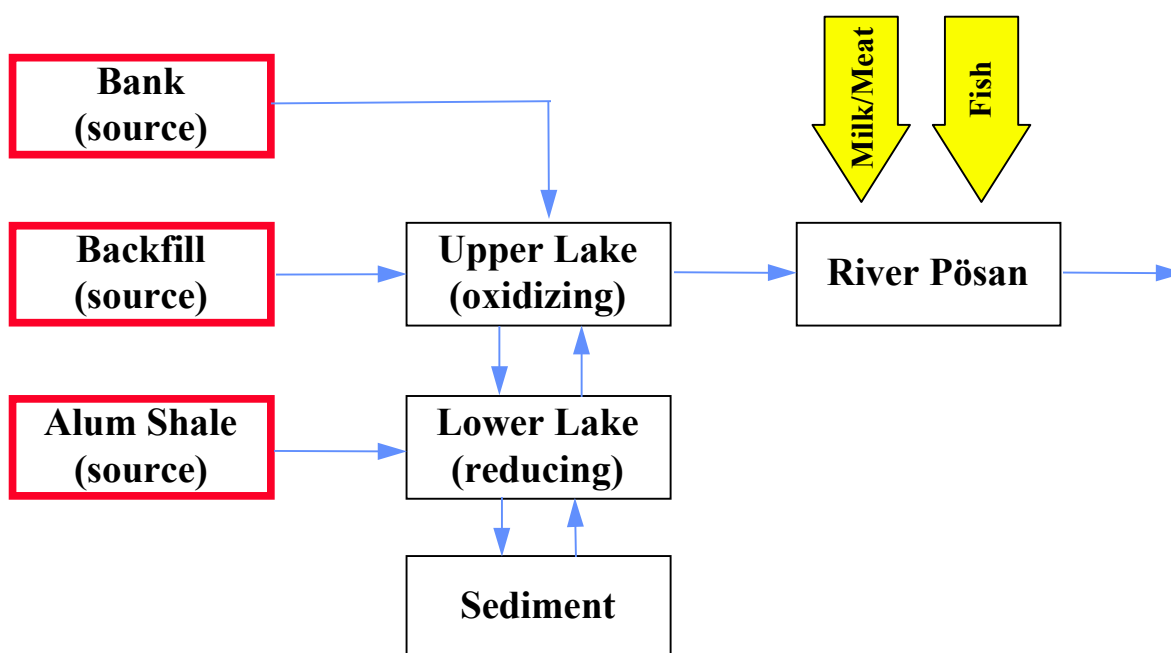 Bank
(source)
Milk/Meat
Fish
Backfill
(source)
Upper Lake
(oxidizing)
River Pösan
Alum Shale
(source)
Lower Lake
(reducing)
Sediment